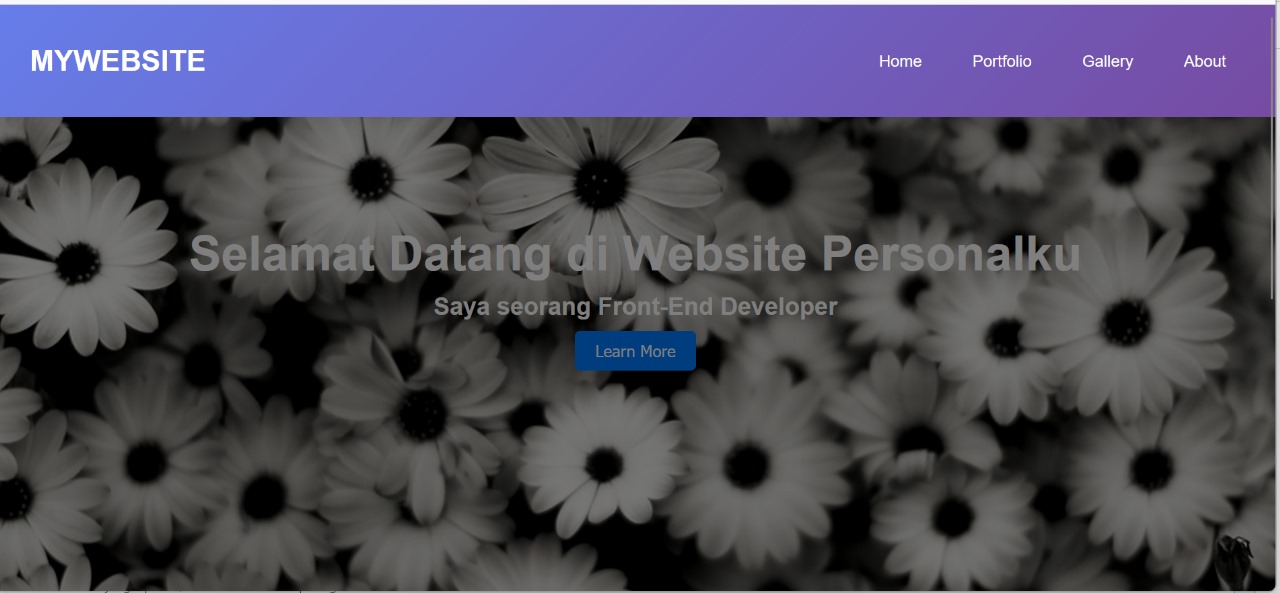 MYWEBSITE
Home Portfolio Gallery About
Selamat Datang di Website Personalku
Saya seorang Front-End Developer
Learn More